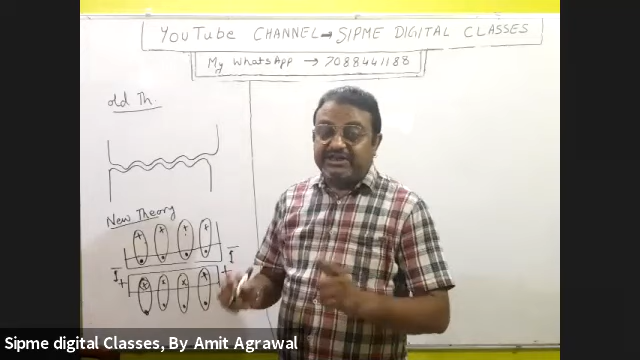 YouTube CHANNEL → SIPME DIGITAL CLASSES
My WhatsApp → 7088441188
old Th.
New Theory
Sipme digital Classes, By Amit Agrawal